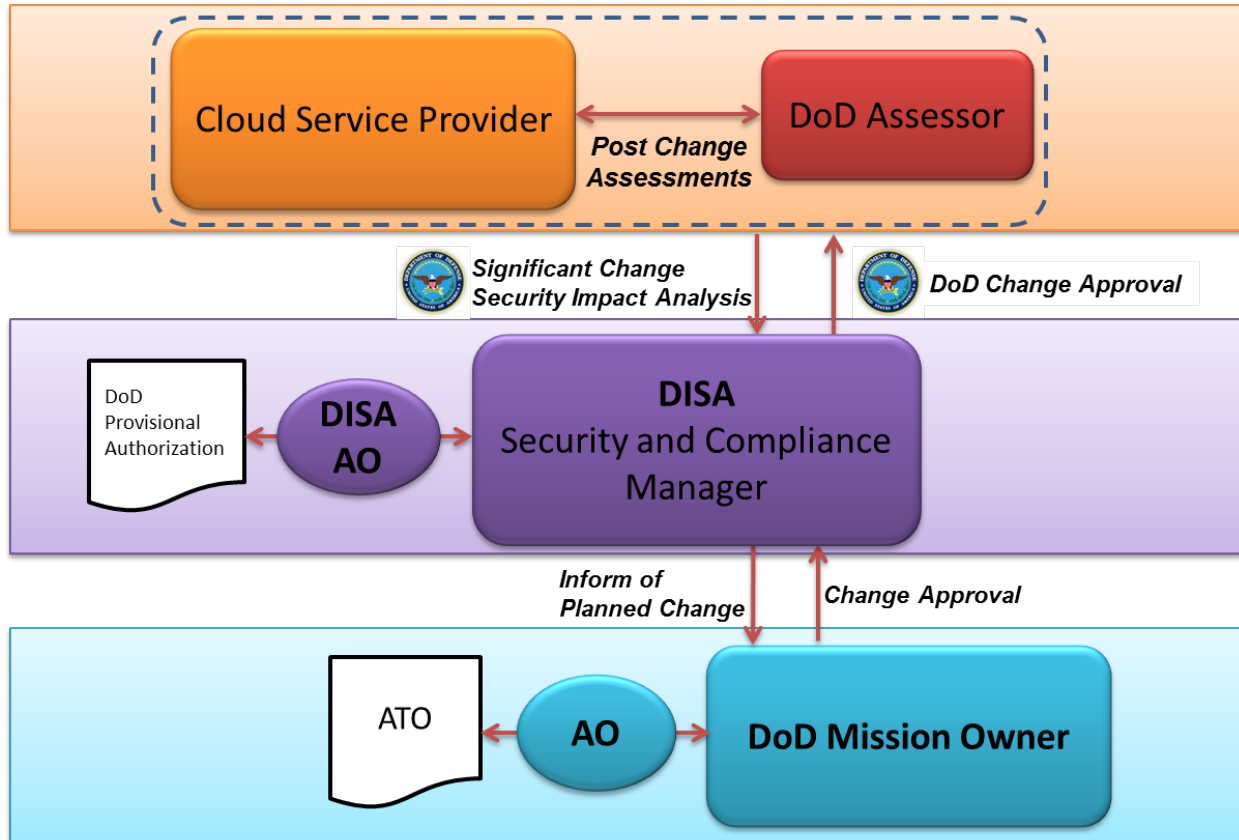 Cloud Service Provider
DoD Assessor
Post Change
Assessments
Significant Change
Security Impact Analysis
DoD Change Approval
DoD
Provisional
Authorization
DISA
AO
DISA
Security and Compliance
Manager
Inform of
Planned Change
Change Approval
ATO
AO
DoD Mission Owner